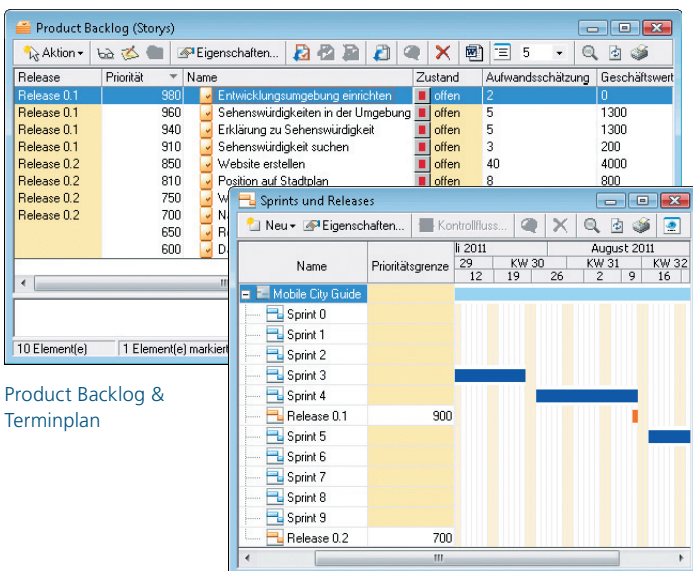 Product Backlog (Storys)
Aktion Eigenschaften... 5
Release Priorität Name Zustand Aufwandsschätzung Geschäftswert
Release 0.1 980 Entwicklungsumgebung einrichten offen 2 0
Release 0.1 960 Sehenswürdigkeiten in der Umgebung offen 5 1300
Release 0.1 940 Erklärung zu Sehenswürdigkeit offen 5 1300
Release 0.1 910 Sehenswürdigkeit suchen offen 3 200
Release 0.2 850 Website erstellen offen 40 4000
Release 0.2 810 Position auf Stadtplan offen 8 800
Release 0.2 750
Release 0.2 700
650
600
10 Element(e) 1 Element(e) markiert
Product Backlog &
Terminplan
Sprints und Releases
Neu Eigenschaften... Kontrollfluss...
Name Prioritätsgrenze
li 2011 August 2011
29 KW 30 KW 31 KW 32
12 19 26 2 9 16
Mobile City Guide
Sprint 0
Sprint 1
Sprint 2
Sprint 3
Sprint 4
Release 0.1 900
Sprint 5
Sprint 6
Sprint 7
Sprint 8
Sprint 9
Release 0.2 700